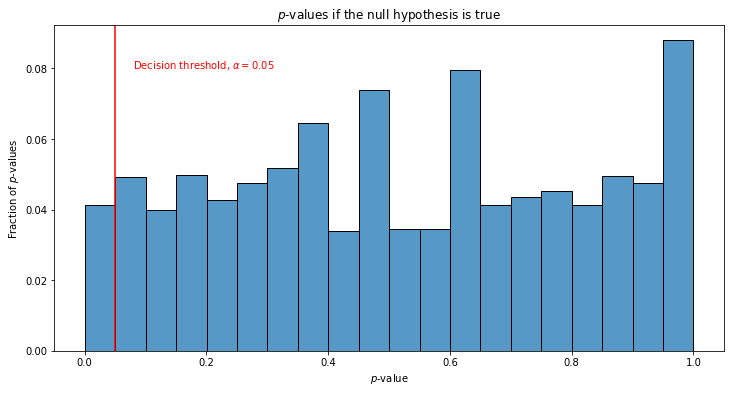 p-values if the null hypothesis is true
Decision threshold, α = 0.05
Fraction of p-values
0.08
0.06
0.04
0.02
0.00
0.0 0.2 0.4 0.6 0.8 1.0
p-value